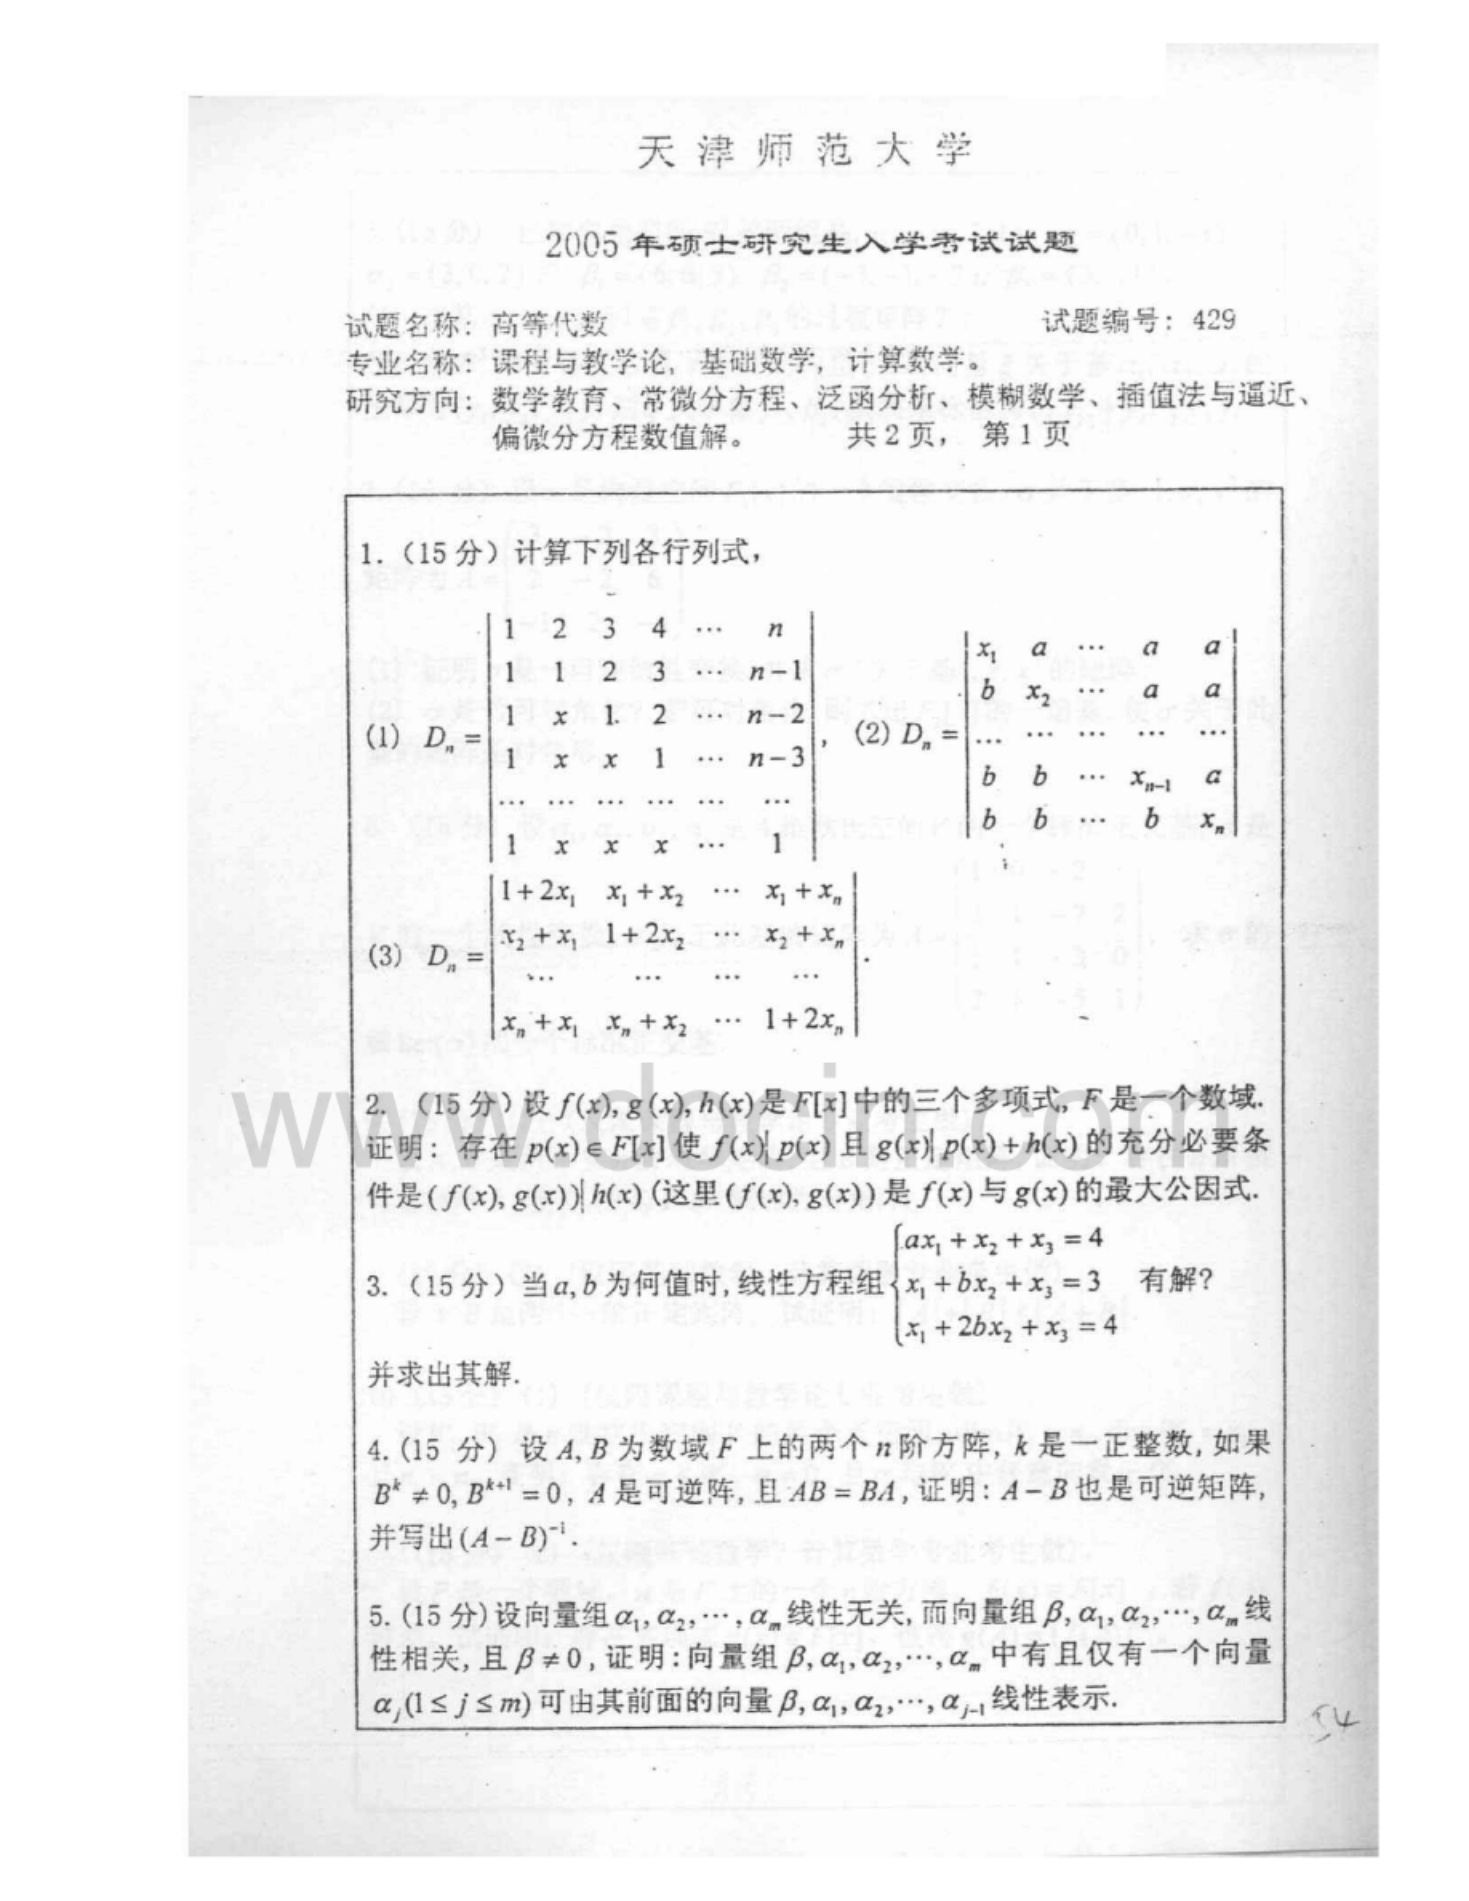 天津师范大学
2005年硕士研究生入学考试试题
试题名称：高等代数 试题编号：429
专业名称：课程与教学论，基础数学，计算数学。
研究方向：数学教育、常微分方程、泛函分析、模糊数学、插值法与逼近、
偏微分方程数值解。 共2页，第1页
1.（15分）计算下列各行列式，
(1) Dₙ =
1 2 3 4 … n
1 1 2 3 … n−1
1 x 1 2 … n−2
1 x x 1 … n−3
… … … … … …
1 x x x … 1
， (2) Dₙ =
x₁ a … a a
b x₂ … a a
… … … … …
b b … xₙ₋₁ a
b b … b xₙ
(3) Dₙ =
1+2x₁ x₁+x₂ … x₁+xₙ
x₂+x₁ 1+2x₂ … x₂+xₙ
… … … …
xₙ+x₁ xₙ+x₂ … 1+2xₙ
.
2.（15分）设f(x), g(x), h(x)是F[x]中的三个多项式, F是一个数域.
证明：存在p(x)∈F[x]使f(x)|p(x)且g(x)|p(x)+h(x)的充分必要条
件是(f(x), g(x))|h(x)(这里(f(x), g(x))是f(x)与g(x)的最大公因式.
3.（15分）当a,b为何值时,线性方程组
ax₁+x₂+x₃=4
x₁+bx₂+x₃=3
x₁+2bx₂+x₃=4
有解?
并求出其解.
4.(15分) 设A,B为数域F上的两个n阶方阵, k是一正整数,如果
Bᵏ≠0, Bᵏ⁺¹=0, A是可逆阵,且AB=BA,证明：A−B也是可逆矩阵,
并写出(A−B)⁻¹.
5.(15分)设向量组α₁,α₂,…,αₘ线性无关,而向量组β,α₁,α₂,…,αₘ线
性相关,且β≠0,证明:向量组β,α₁,α₂,…,αₘ中有且仅有一个向量
αⱼ(1≤j≤m)可由其前面的向量β,α₁,α₂,…,αⱼ₋₁线性表示.
www.docin.com
54